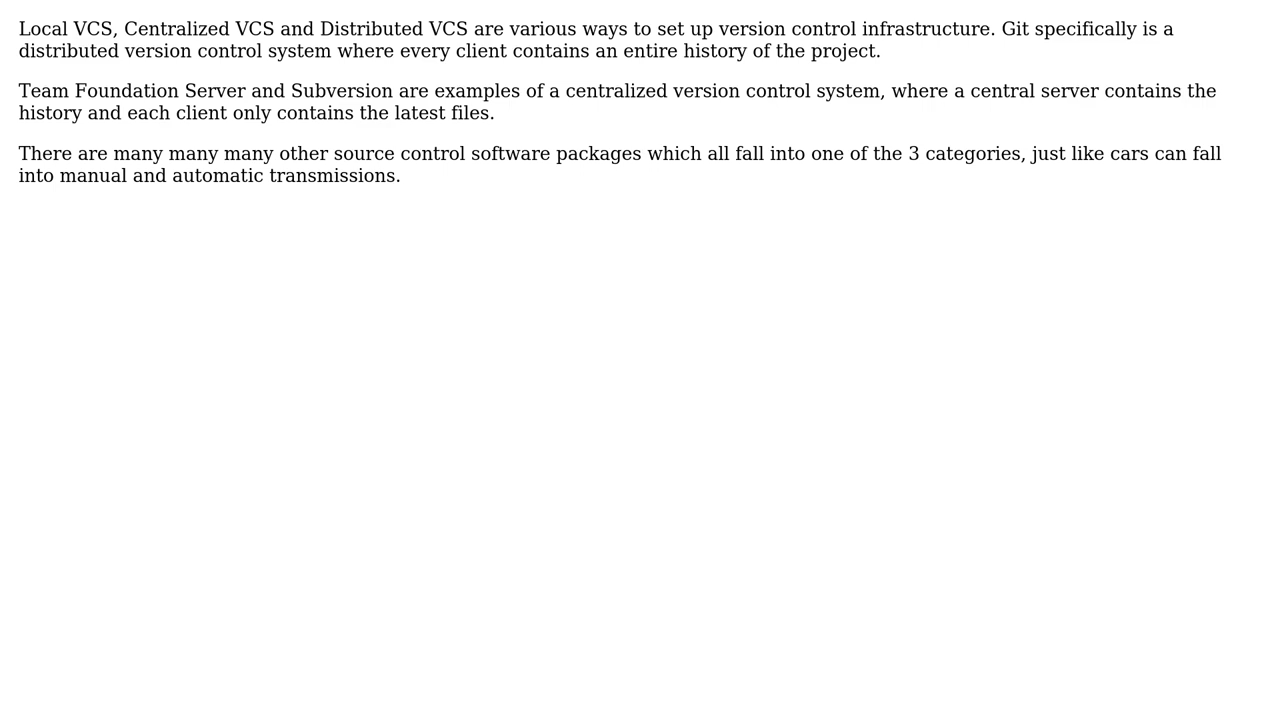 Local VCS, Centralized VCS and Distributed VCS are various ways to set up version control infrastructure. Git specifically is a
distributed version control system where every client contains an entire history of the project.
Team Foundation Server and Subversion are examples of a centralized version control system, where a central server contains the
history and each client only contains the latest files.
There are many many many other source control software packages which all fall into one of the 3 categories, just like cars can fall
into manual and automatic transmissions.